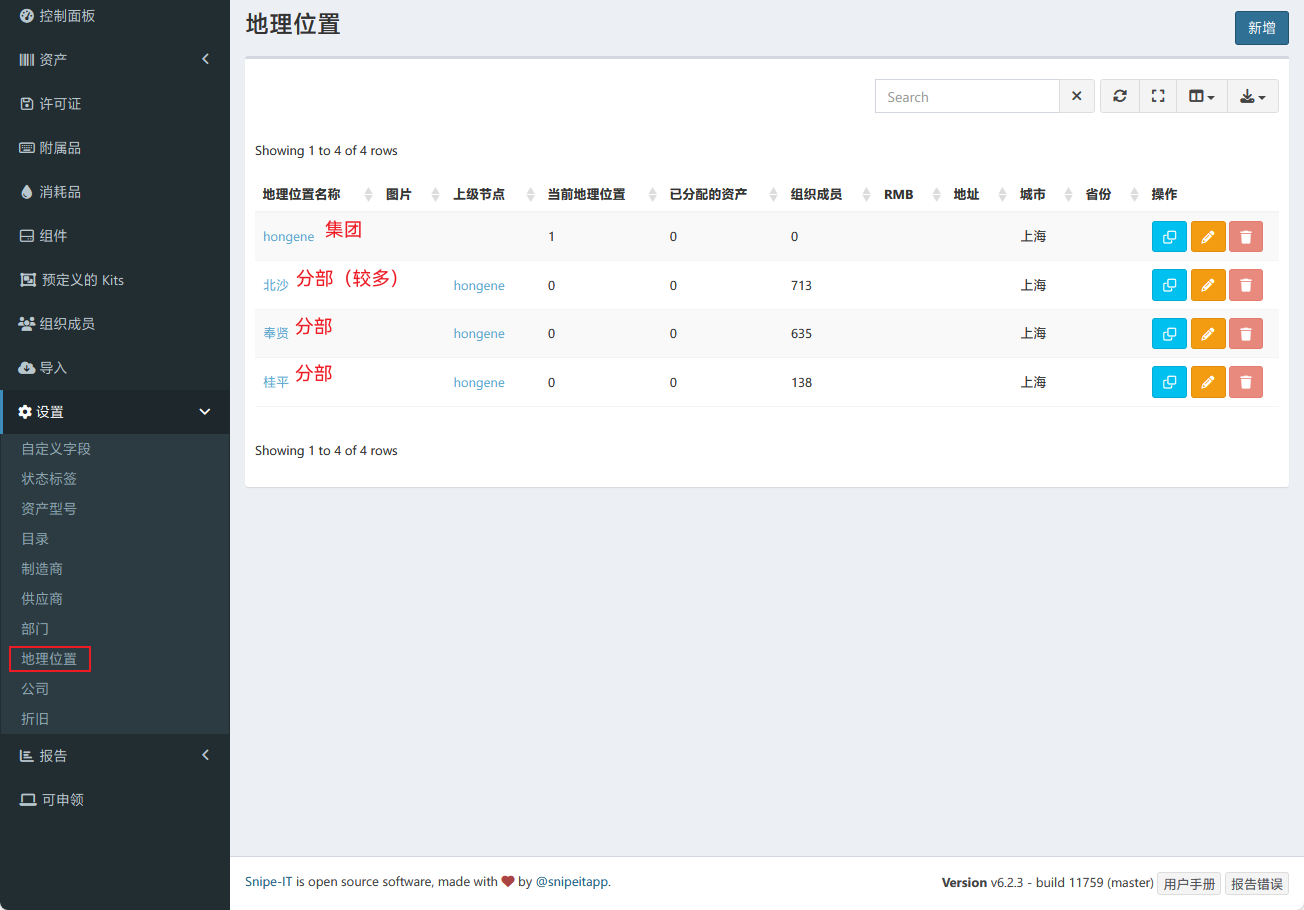 控制面板
资产
许可证
附属品
消耗品
组件
预定义的 Kits
组织成员
导入
设置
自定义字段
状态标签
资产型号
目录
制造商
供应商
部门
地理位置
公司
折旧
报告
可申领
地理位置
新增
Search
Showing 1 to 4 of 4 rows
地理位置名称 图片 上级节点 当前地理位置 已分配的资产 组织成员 RMB 地址 城市 省份 操作
hongene 集团 1 0 0 上海
北沙 分部（较多） hongene 0 0 713 上海
奉贤 分部 hongene 0 0 635 上海
桂平 分部 hongene 0 0 138 上海
Showing 1 to 4 of 4 rows
Snipe-IT is open source software, made with ❤ by @snipeitapp.
Version v6.2.3 - build 11759 (master) 用户手册 报告错误